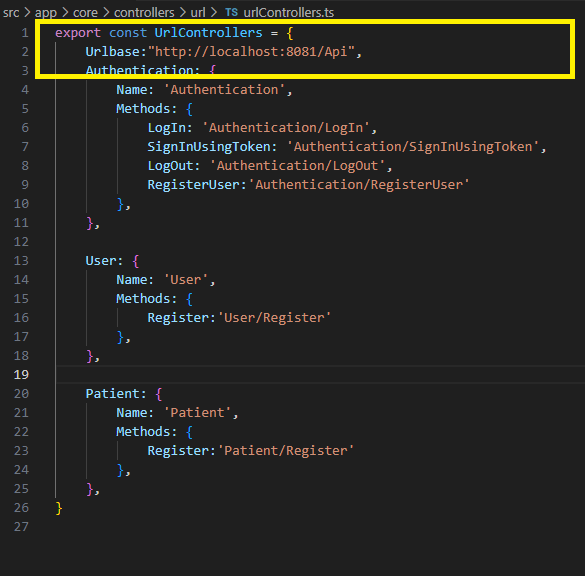 src > app > core > controllers > url > TS urlControllers.ts
1 export const UrlControllers = {
2     Urlbase:"http://localhost:8081/Api",
3     Authentication: {
4         Name: 'Authentication',
5         Methods: {
6             LogIn: 'Authentication/LogIn',
7             SignInUsingToken: 'Authentication/SignInUsingToken',
8             LogOut: 'Authentication/LogOut',
9             RegisterUser:'Authentication/RegisterUser'
10         },
11     },
12
13     User: {
14         Name: 'User',
15         Methods: {
16             Register:'User/Register'
17         },
18     },
19
20     Patient: {
21         Name: 'Patient',
22         Methods: {
23             Register:'Patient/Register'
24         },
25     },
26 }
27